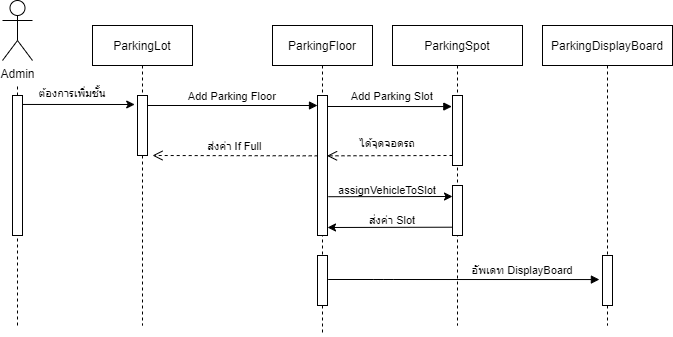 ParkingLot
ParkingFloor
ParkingSpot
ParkingDisplayBoard
Admin
ต้องการเพิ่มชั้น
Add Parking Floor
Add Parking Slot
ส่งค่า If Full
ได้จุดจอดรถ
assignVehicleToSlot
ส่งค่า Slot
อัพเดท DisplayBoard